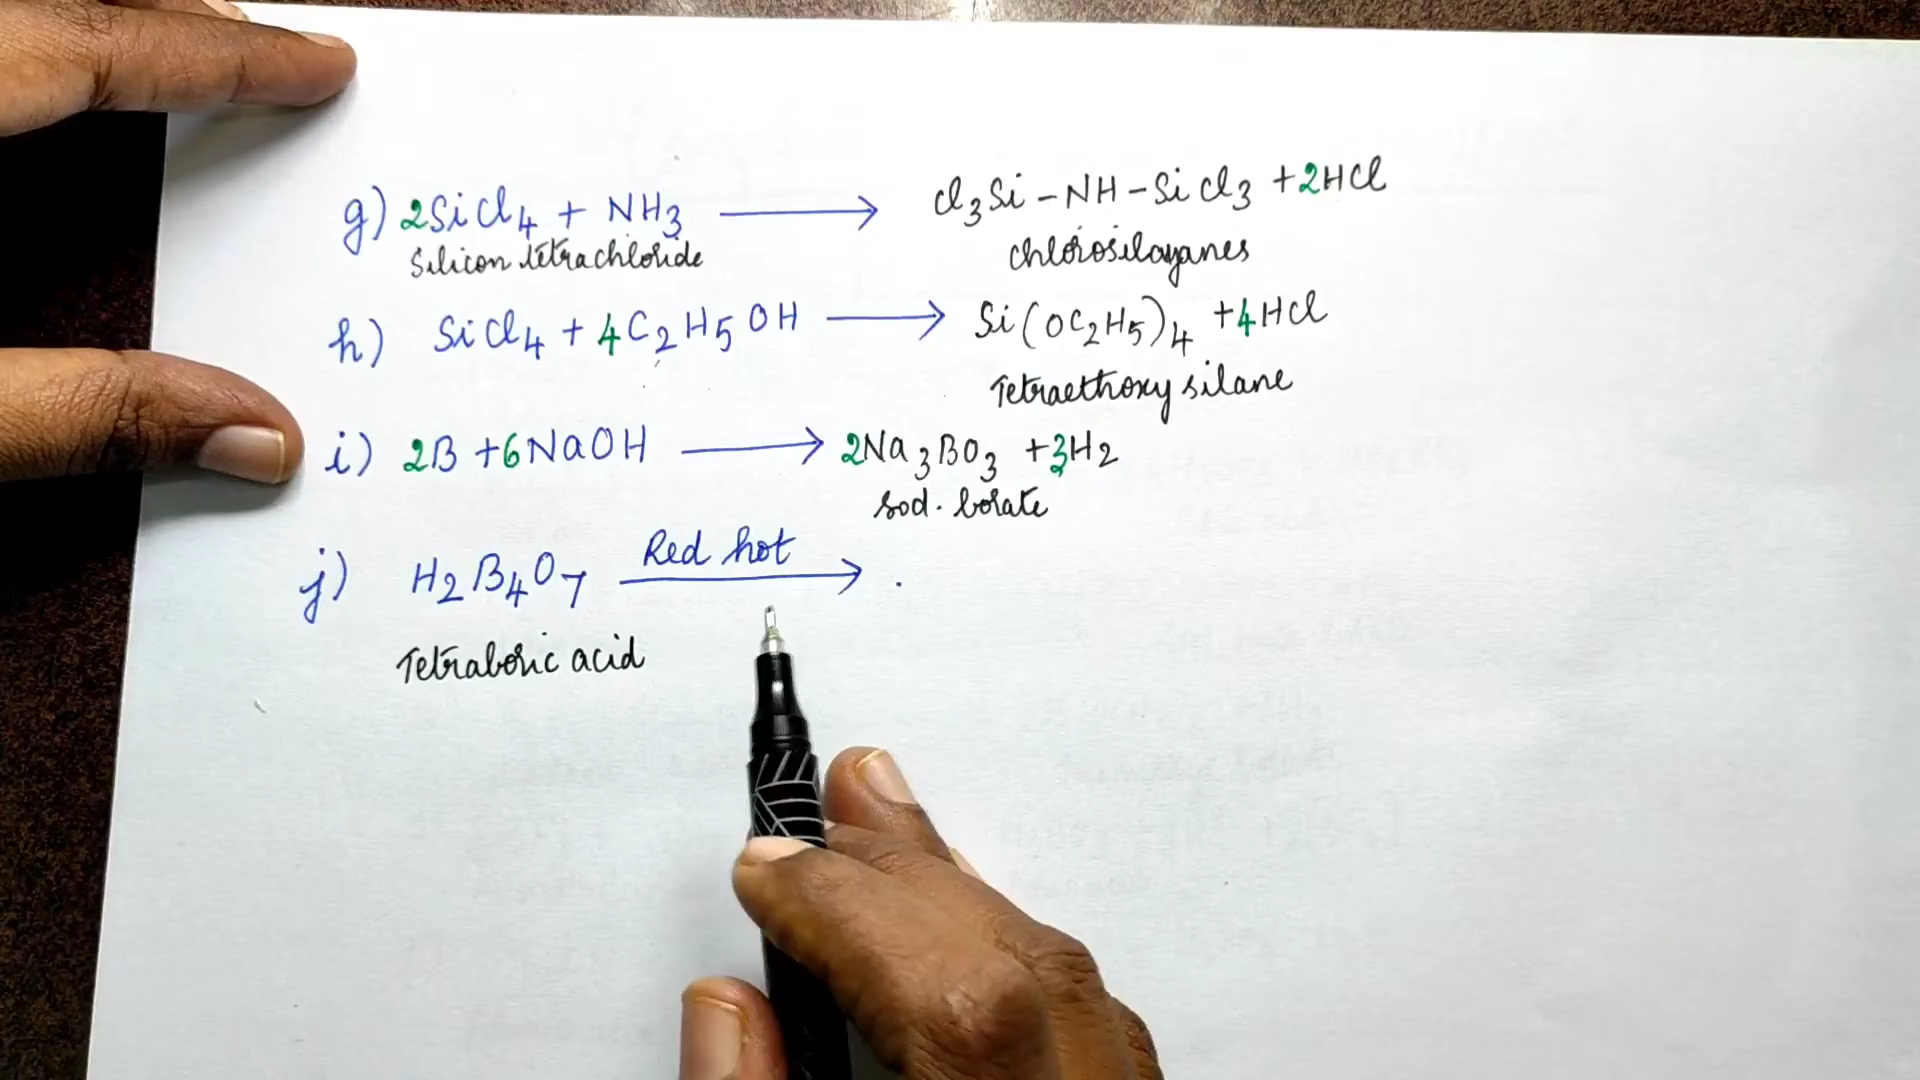 g) 2SiCl₄ + NH₃ ⟶ Cl₃Si – NH – SiCl₃ + 2HCl
Silicon tetrachloride chlorosilayanes
h) SiCl₄ + 4C₂H₅OH ⟶ Si(OC₂H₅)₄ + 4HCl
Tetraethoxy silane
i) 2B + 6NaOH ⟶ 2Na₃BO₃ + 3H₂
sod. borate
Red hot
j) H₂B₄O₇ ⟶ .
Tetraboric acid